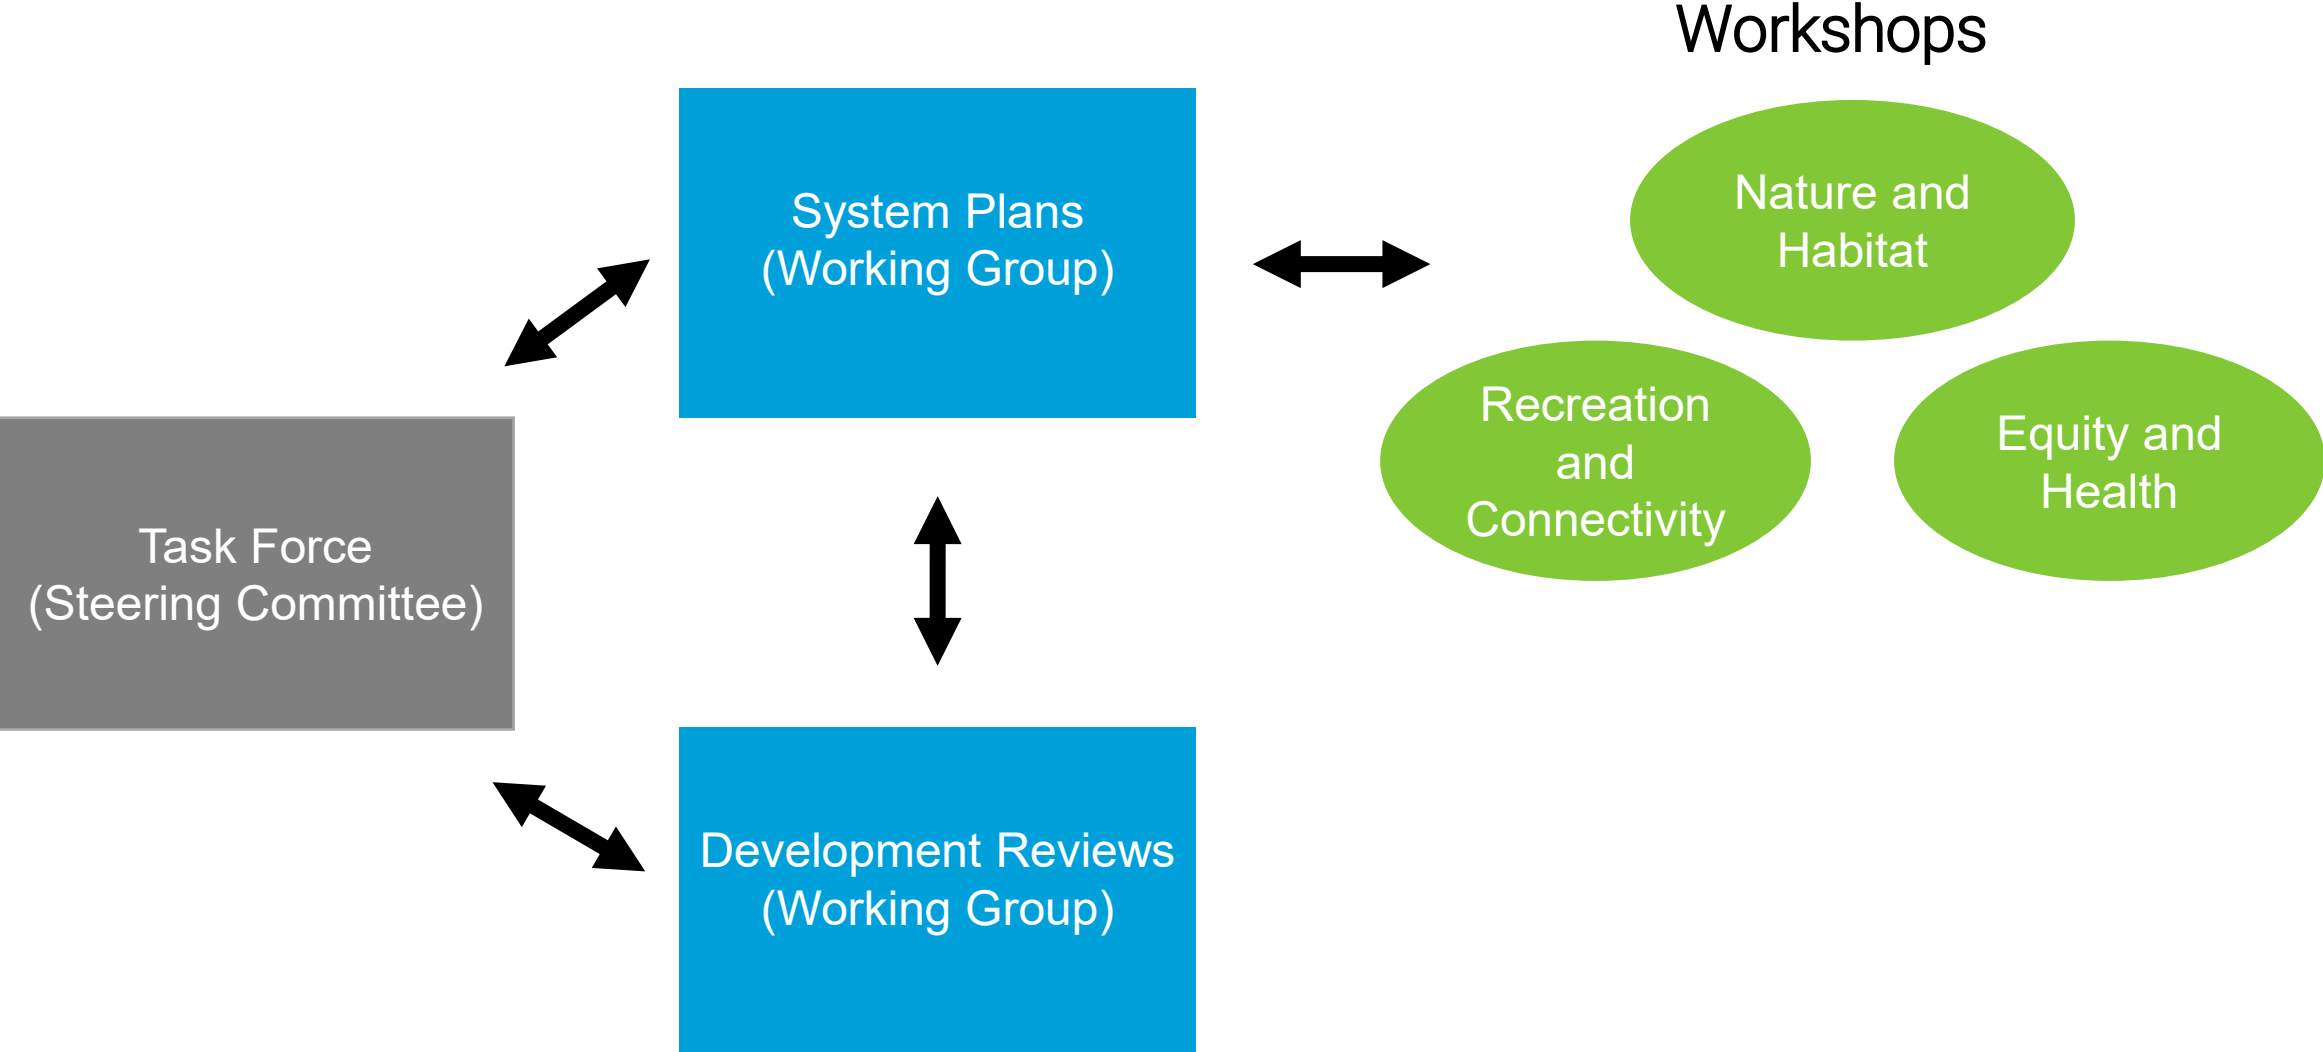 Workshops
System Plans
(Working Group)
Nature and
Habitat
Recreation
and
Connectivity
Equity and
Health
Task Force
(Steering Committee)
Development Reviews
(Working Group)